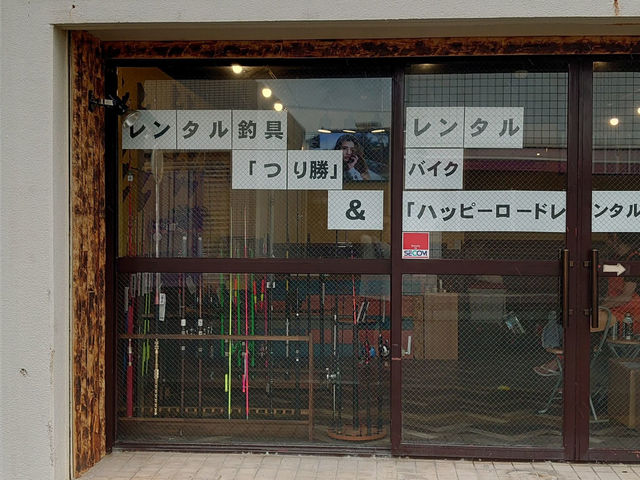 レンタル釣具
「つり勝」
&
レンタル
バイク
「ハッピーロードレンタル
SECOM